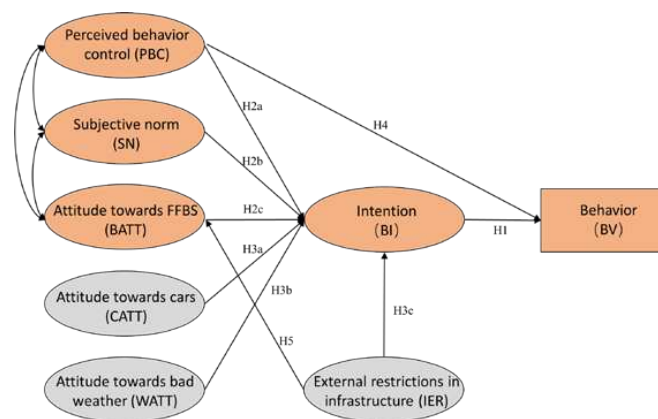 Perceived behavior
control (PBC)
H2a
H4
Subjective norm
(SN)
H2b
Attitude towards FFBS
(BATT)
H2c
Intention
(BI)
H1
Behavior
(BV)
H3a
Attitude towards cars
(CATT)
H3b
H3c
H5
Attitude towards bad
weather (WATT)
External restrictions in
infrastructure (IER)